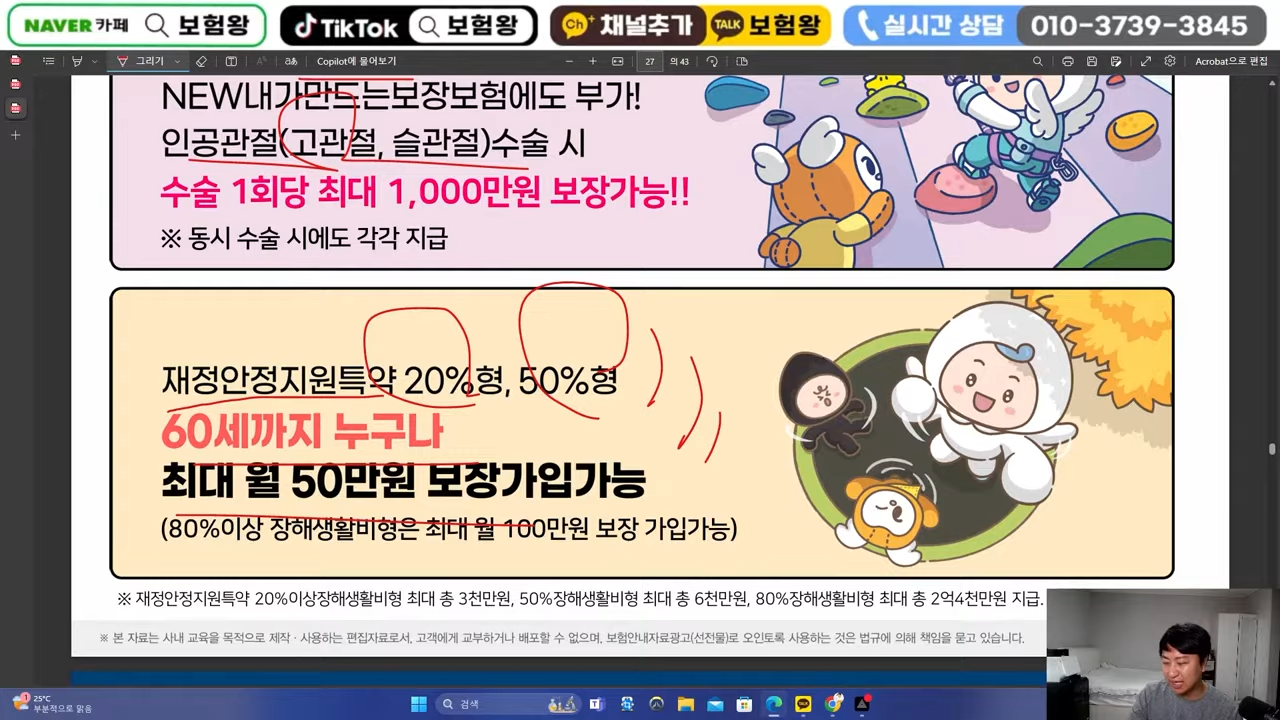 NAVER 카페 보험왕 TikTok 보험왕 Ch+ 채널추가 TALK 보험왕 실시간 상담 010-3739-3845
그리기 Copilot에 물어보기 27 의 43 Acrobat으로 편집
NEW내가만드는보장보험에도 부가!
인공관절(고관절, 슬관절)수술 시
수술 1회당 최대 1,000만원 보장가능!!
※ 동시 수술 시에도 각각 지급
재정안정지원특약 20%형, 50%형
60세까지 누구나
최대 월 50만원 보장가입가능
(80%이상 장해생활비형은 최대 월 100만원 보장 가입가능)
※ 재정안정지원특약 20%이상장해생활비형 최대 총 3천만원, 50%장해생활비형 최대 총 6천만원, 80%장해생활비형 최대 총 2억4천만원 지급.
※ 본 자료는 사내 교육을 목적으로 제작 · 사용하는 편집자료로서, 고객에게 교부하거나 배포할 수 없으며, 보험안내자료광고(선전물)로 오인토록 사용하는 것은 법규에 의해 책임을 묻고 있습니다.
25°C
부분적으로 맑음
검색